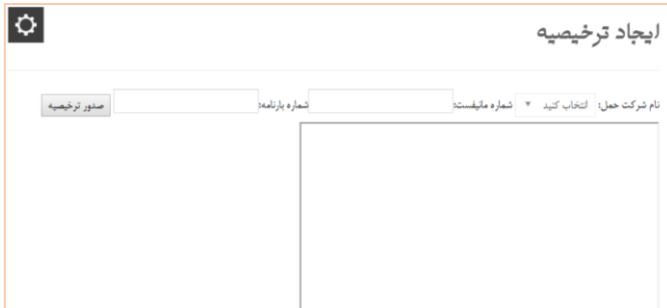 ایجاد ترخیصیه
نام شرکت حمل: انتخاب کنید شماره مانیفست: شماره بارنامه: صدور ترخیصیه